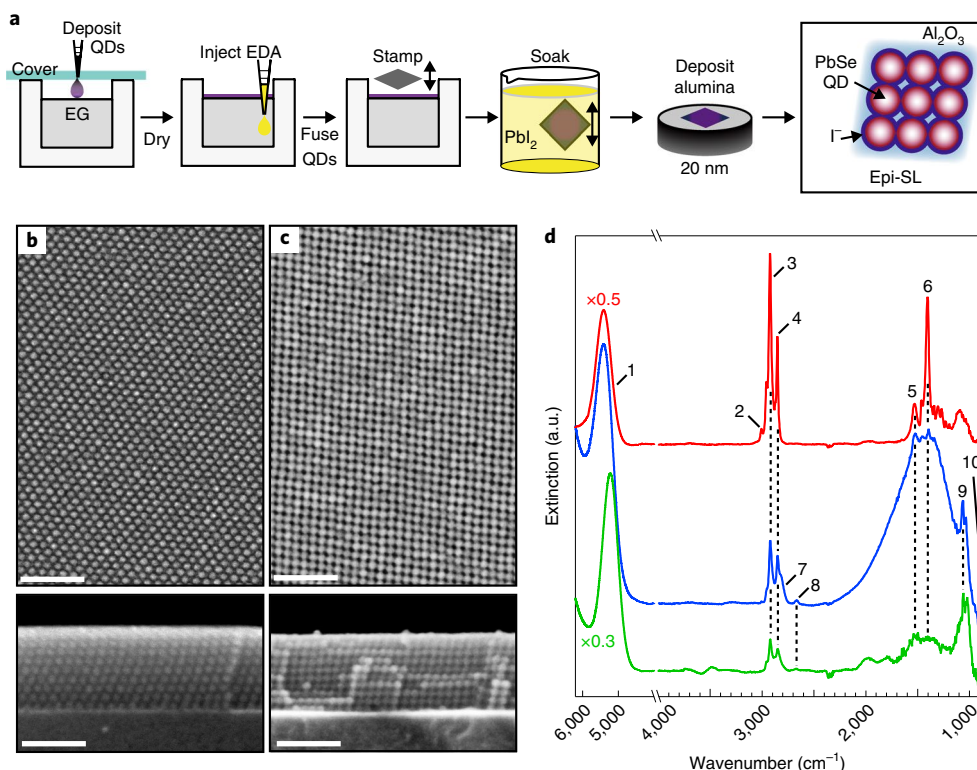 a
Deposit
QDs
Cover
EG
Dry
Inject EDA
Fuse
QDs
Stamp
Soak
PbI₂
Deposit
alumina
20 nm
Al₂O₃
PbSe
QD
I⁻
Epi-SL
b
c
d
×0.5
×0.3
1
2
3
4
5
6
7
8
9
10
Extinction (a.u.)
6,000
5,000
4,000
3,000
2,000
1,000
Wavenumber (cm⁻¹)